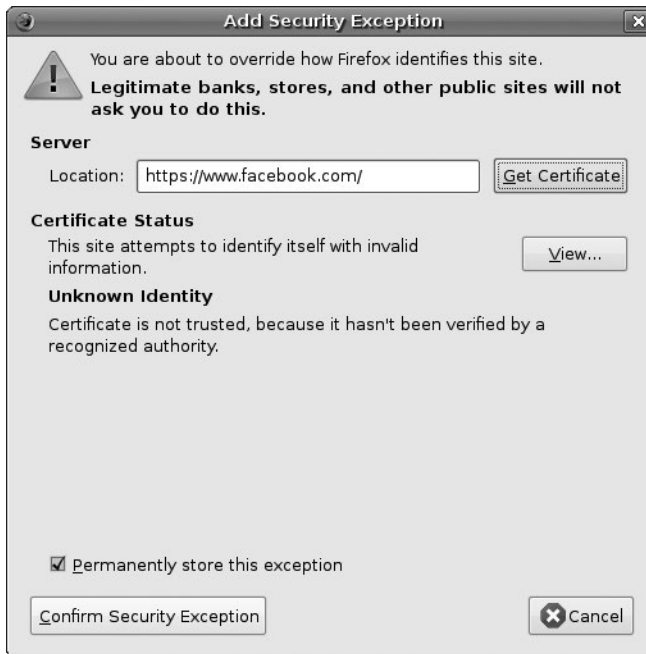 Add Security Exception
You are about to override how Firefox identifies this site.
Legitimate banks, stores, and other public sites will not
ask you to do this.
Server
Location: https://www.facebook.com/ Get Certificate
Certificate Status
This site attempts to identify itself with invalid
information.
View...
Unknown Identity
Certificate is not trusted, because it hasn't been verified by a
recognized authority.
Permanently store this exception
Confirm Security Exception Cancel